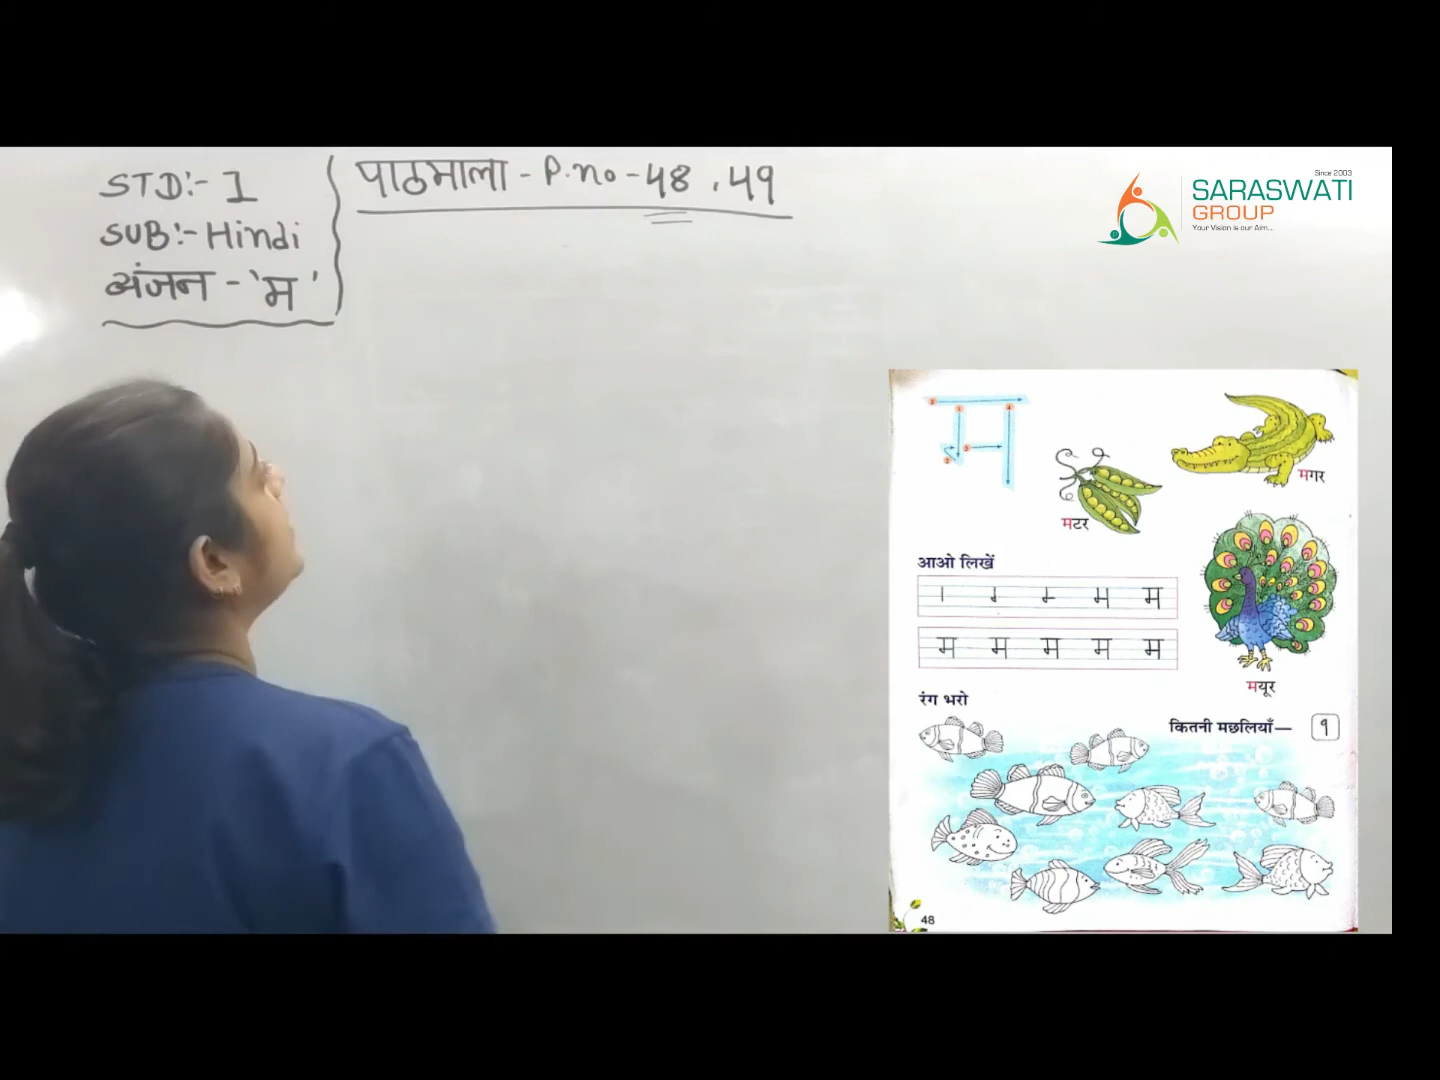 STD:- 1
SUB:- Hindi
व्यंजन - 'म'
पाठमाला - P.no - 48, 49
Since 2003
SARASWATI
GROUP
Your Vision is our Aim...
म
मटर
मगर
आओ लिखें
म म
म म म म म
मयूर
रंग भरो
कितनी मछलियाँ— 9
48